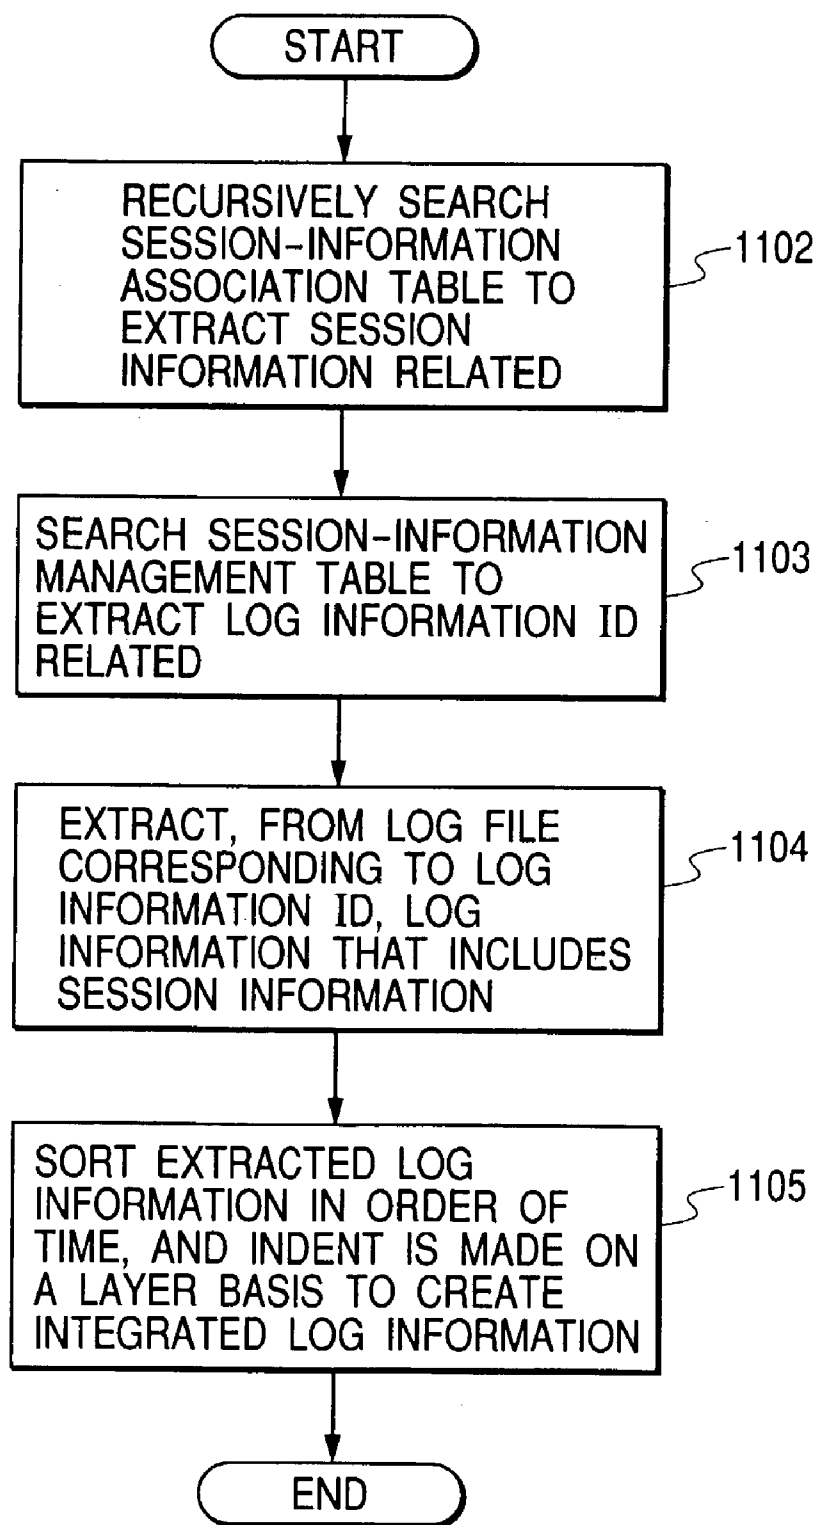 START
RECURSIVELY SEARCH
SESSION-INFORMATION
ASSOCIATION TABLE TO
EXTRACT SESSION
INFORMATION RELATED
1102
SEARCH SESSION-INFORMATION
MANAGEMENT TABLE TO
EXTRACT LOG INFORMATION ID
RELATED
1103
EXTRACT, FROM LOG FILE
CORRESPONDING TO LOG
INFORMATION ID, LOG
INFORMATION THAT INCLUDES
SESSION INFORMATION
1104
SORT EXTRACTED LOG
INFORMATION IN ORDER OF
TIME, AND INDENT IS MADE ON
A LAYER BASIS TO CREATE
INTEGRATED LOG INFORMATION
1105
END